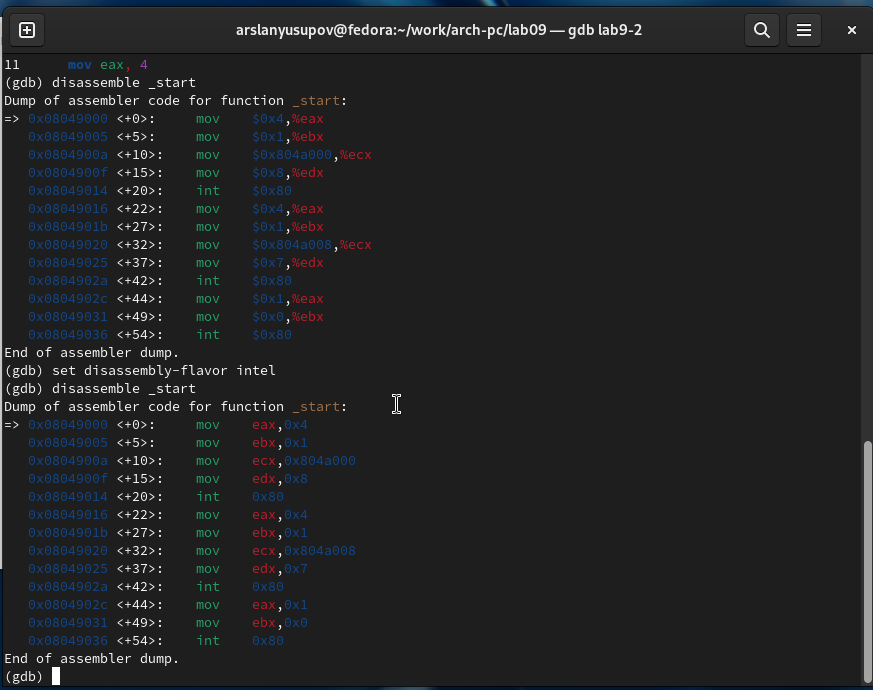 arslanyusupov@fedora:~/work/arch-pc/lab09 — gdb lab9-2
11      mov eax, 4
(gdb) disassemble _start
Dump of assembler code for function _start:
=> 0x08049000 <+0>:     mov    $0x4,%eax
   0x08049005 <+5>:     mov    $0x1,%ebx
   0x0804900a <+10>:    mov    $0x804a000,%ecx
   0x0804900f <+15>:    mov    $0x8,%edx
   0x08049014 <+20>:    int    $0x80
   0x08049016 <+22>:    mov    $0x4,%eax
   0x0804901b <+27>:    mov    $0x1,%ebx
   0x08049020 <+32>:    mov    $0x804a008,%ecx
   0x08049025 <+37>:    mov    $0x7,%edx
   0x0804902a <+42>:    int    $0x80
   0x0804902c <+44>:    mov    $0x1,%eax
   0x08049031 <+49>:    mov    $0x0,%ebx
   0x08049036 <+54>:    int    $0x80
End of assembler dump.
(gdb) set disassembly-flavor intel
(gdb) disassemble _start
Dump of assembler code for function _start:
=> 0x08049000 <+0>:     mov    eax,0x4
   0x08049005 <+5>:     mov    ebx,0x1
   0x0804900a <+10>:    mov    ecx,0x804a000
   0x0804900f <+15>:    mov    edx,0x8
   0x08049014 <+20>:    int    0x80
   0x08049016 <+22>:    mov    eax,0x4
   0x0804901b <+27>:    mov    ebx,0x1
   0x08049020 <+32>:    mov    ecx,0x804a008
   0x08049025 <+37>:    mov    edx,0x7
   0x0804902a <+42>:    int    0x80
   0x0804902c <+44>:    mov    eax,0x1
   0x08049031 <+49>:    mov    ebx,0x0
   0x08049036 <+54>:    int    0x80
End of assembler dump.
(gdb)